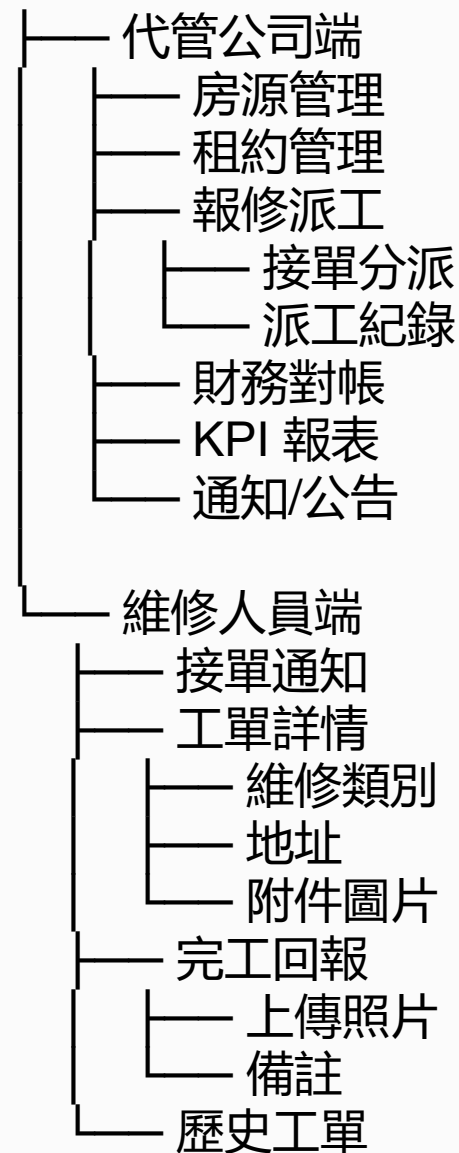 ├── 代管公司端
│   ├── 房源管理
│   ├── 租約管理
│   ├── 報修派工
│   │   ├── 接單分派
│   │   └── 派工紀錄
│   ├── 財務對帳
│   ├── KPI 報表
│   └── 通知/公告
│
└── 維修人員端
    ├── 接單通知
    ├── 工單詳情
    │   ├── 維修類別
    │   ├── 地址
    │   └── 附件圖片
    ├── 完工回報
    │   ├── 上傳照片
    │   └── 備註
    └── 歷史工單